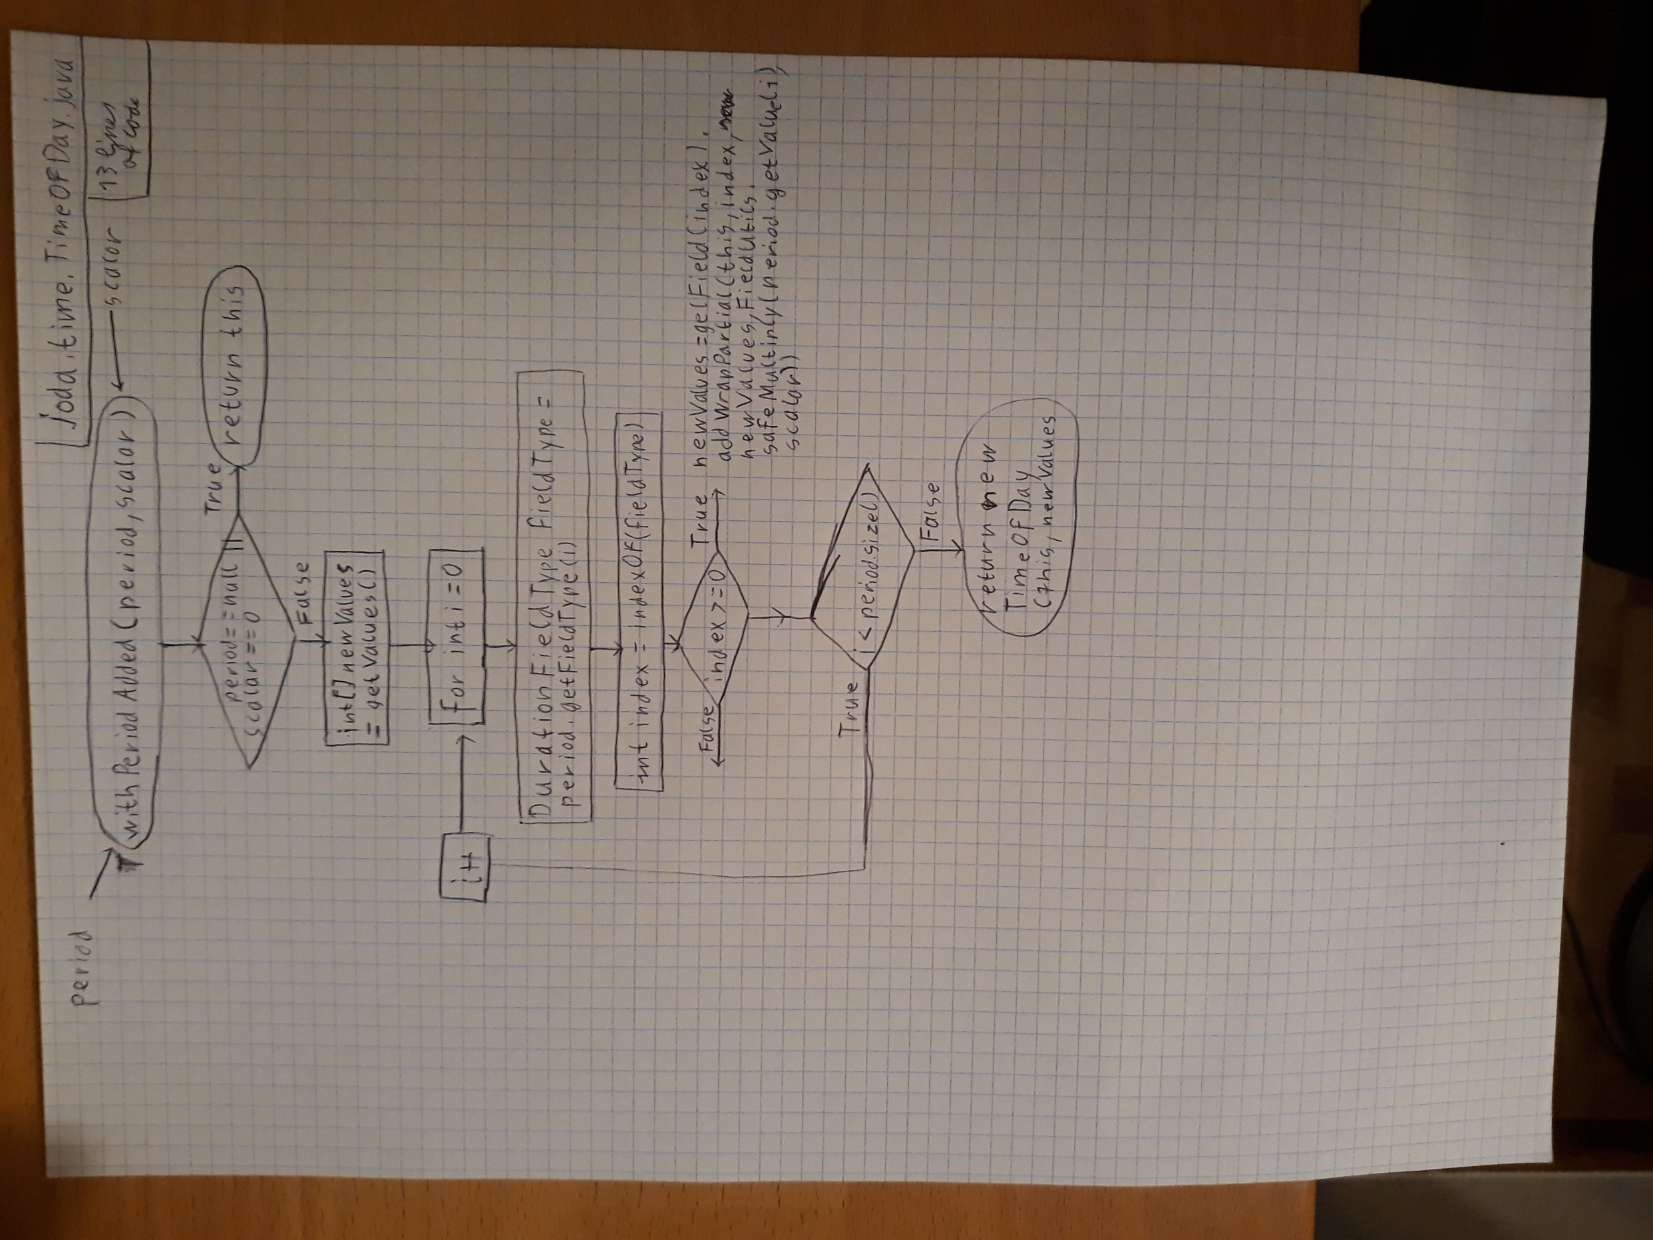 Joda.time.TimeOfDay.java
13 lines
of code
period
scalar
withPeriodAdded(period,scalar)
period==null ||
scalar==0
True
return this
False
int[] newValues
= getValues()
i++
for int i=0
DurationFieldType fieldType =
period.getFieldType(i)
int index = indexOf(fieldType)
index >=0
False
True
newValues=getField(index).
addWrapPartial(this,index,
newValues,FieldUtils.
safeMultiply(period.getValue(i),
scalar))
i < period.size()
True
False
return new
TimeOfDay
(this, newValues